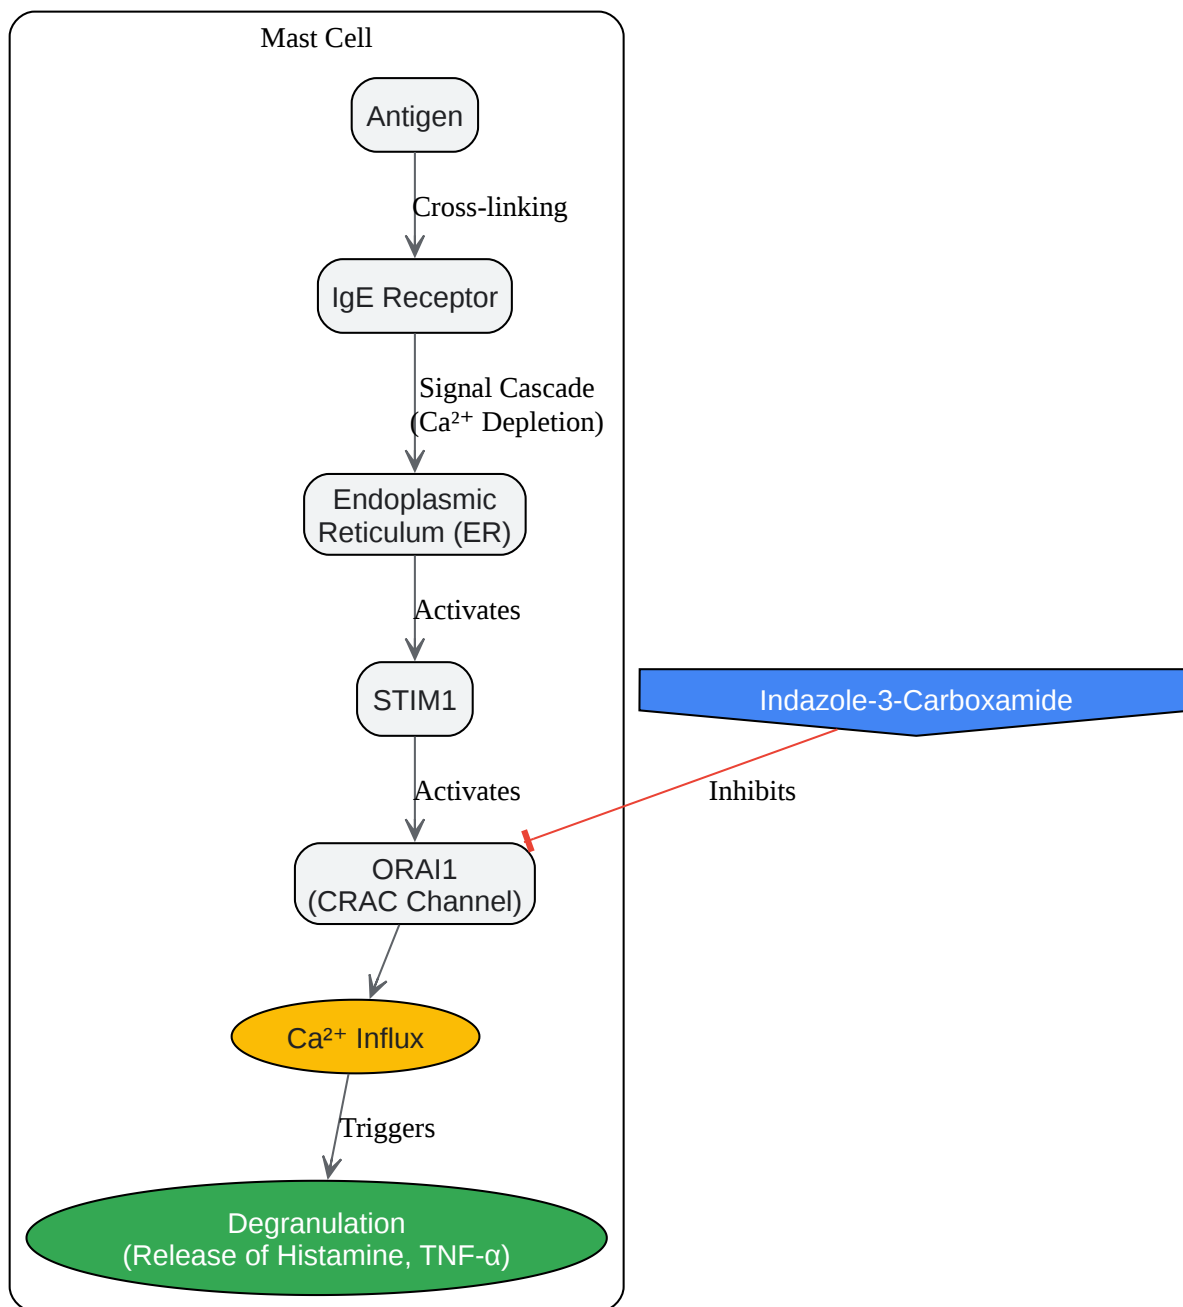 Mast Cell
Antigen
Cross-linking
IgE Receptor
Signal Cascade
(Ca²⁺ Depletion)
Endoplasmic
Reticulum (ER)
Activates
STIM1
Indazole-3-Carboxamide
Activates
Inhibits
ORAI1
(CRAC Channel)
Ca²⁺ Influx
Triggers
Degranulation
(Release of Histamine, TNF-α)